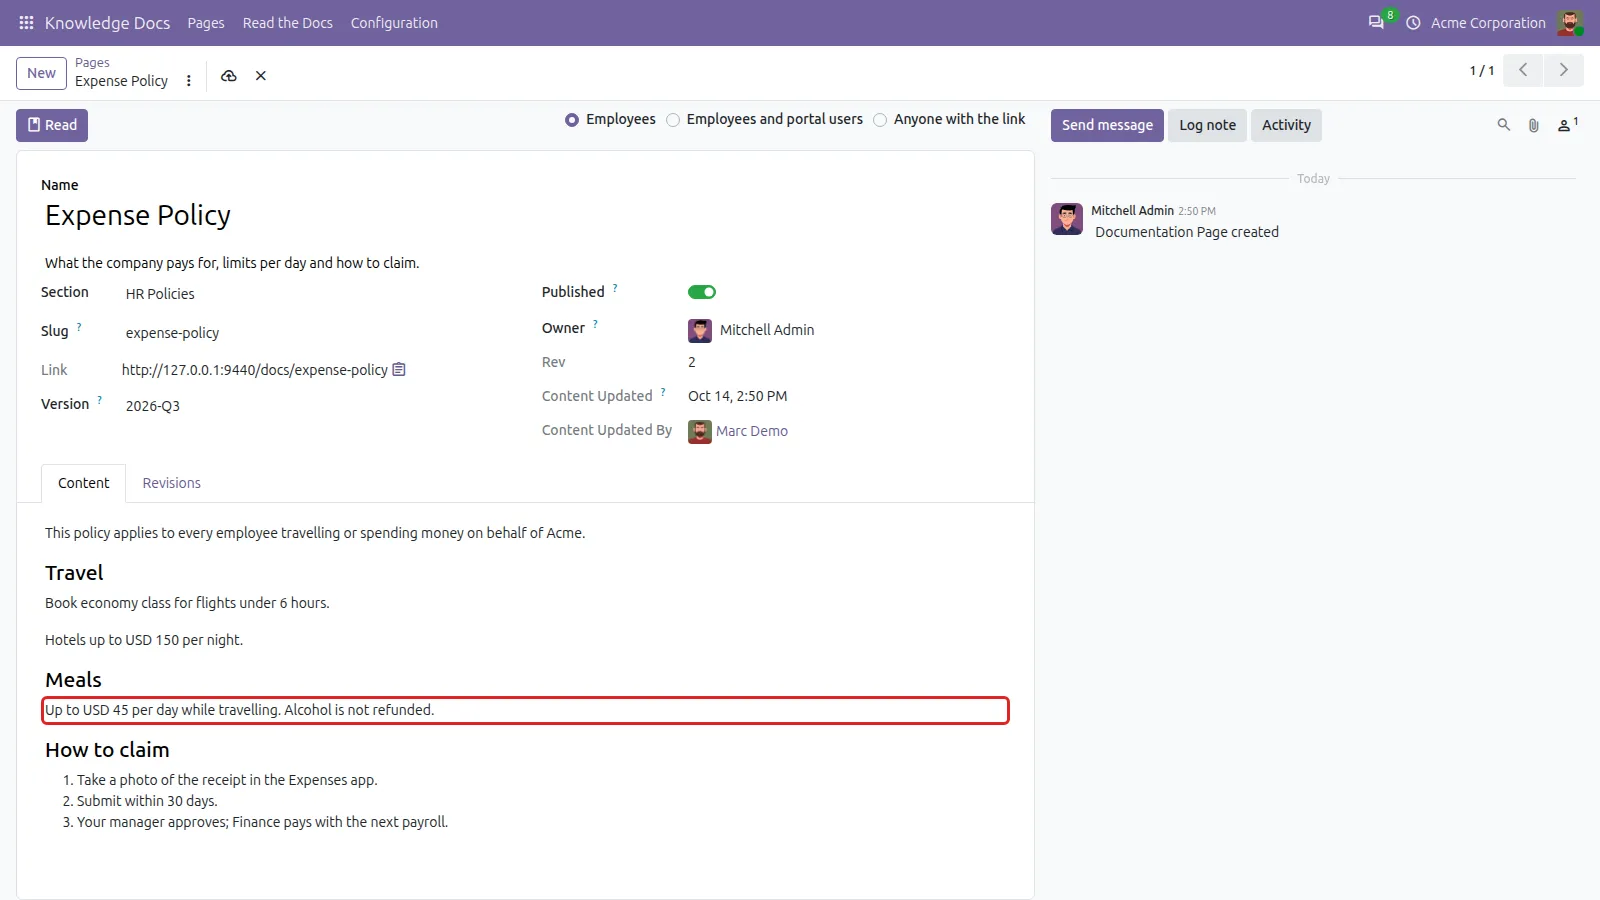 Knowledge Docs Pages Read the Docs Configuration 8 Acme Corporation
New Pages
Expense Policy
1 / 1
Read
Employees Employees and portal users Anyone with the link
Send message Log note Activity 1
Name
Expense Policy
What the company pays for, limits per day and how to claim.
Section HR Policies
Slug ? expense-policy
Link http://127.0.0.1:9440/docs/expense-policy
Version ? 2026-Q3
Published ?
Owner ? Mitchell Admin
Rev 2
Content Updated ? Oct 14, 2:50 PM
Content Updated By Marc Demo
Content Revisions
This policy applies to every employee travelling or spending money on behalf of Acme.
Travel
Book economy class for flights under 6 hours.
Hotels up to USD 150 per night.
Meals
Up to USD 45 per day while travelling. Alcohol is not refunded.
How to claim
1. Take a photo of the receipt in the Expenses app.
2. Submit within 30 days.
3. Your manager approves; Finance pays with the next payroll.
Today
Mitchell Admin 2:50 PM
Documentation Page created